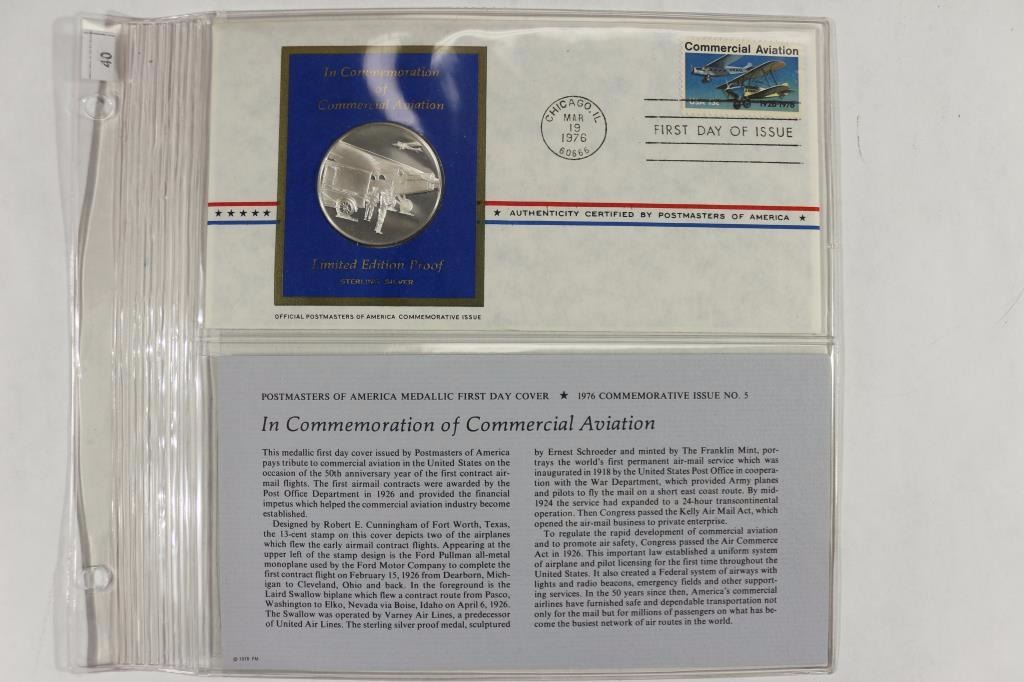 40
In Commemoration
of
Commercial Aviation
Limited Edition Proof
STERLING SILVER
OFFICIAL POSTMASTERS OF AMERICA COMMEMORATIVE ISSUE
CHICAGO, IL
MAR
19
1976
60666
Commercial Aviation
USA 13c 1926-1976
FIRST DAY OF ISSUE
★ AUTHENTICITY CERTIFIED BY POSTMASTERS OF AMERICA ★
POSTMASTERS OF AMERICA MEDALLIC FIRST DAY COVER ★ 1976 COMMEMORATIVE ISSUE NO. 5
In Commemoration of Commercial Aviation
This medallic first day cover issued by Postmasters of America
pays tribute to commercial aviation in the United States on the
occasion of the 50th anniversary year of the first contract air-
mail flights. The first airmail contracts were awarded by the
Post Office Department in 1926 and provided the financial
impetus which helped the commercial aviation industry become
established.
Designed by Robert E. Cunningham of Fort Worth, Texas,
the 13-cent stamp on this cover depicts two of the airplanes
which flew the early airmail contract flights. Appearing at the
upper left of the stamp design is the Ford Pullman all-metal
monoplane used by the Ford Motor Company to complete the
first contract flight on February 15, 1926 from Dearborn, Mich-
igan to Cleveland, Ohio and back. In the foreground is the
Laird Swallow biplane which flew a contract route from Pasco,
Washington to Elko, Nevada via Boise, Idaho on April 6, 1926.
The Swallow was operated by Varney Air Lines, a predecessor
of United Air Lines. The sterling silver proof medal, sculptured
by Ernest Schroeder and minted by The Franklin Mint, por-
trays the world's first permanent air-mail service which was
inaugurated in 1918 by the United States Post Office in coopera-
tion with the War Department, which provided Army planes
and pilots to fly the mail on a short east coast route. By mid-
1924 the service had expanded to a 24-hour transcontinental
operation. Then Congress passed the Kelly Air Mail Act, which
opened the air-mail business to private enterprise.
To regulate the rapid development of commercial aviation
and to promote air safety, Congress passed the Air Commerce
Act in 1926. This important law established a uniform system
of airplane and pilot licensing for the first time throughout the
United States. It also created a Federal system of airways with
lights and radio beacons, emergency fields and other support-
ing services. In the 50 years since then, America's commercial
airlines have furnished safe and dependable transportation not
only for the mail but for millions of passengers on what has be-
come the busiest network of air routes in the world.
© 1976 FM